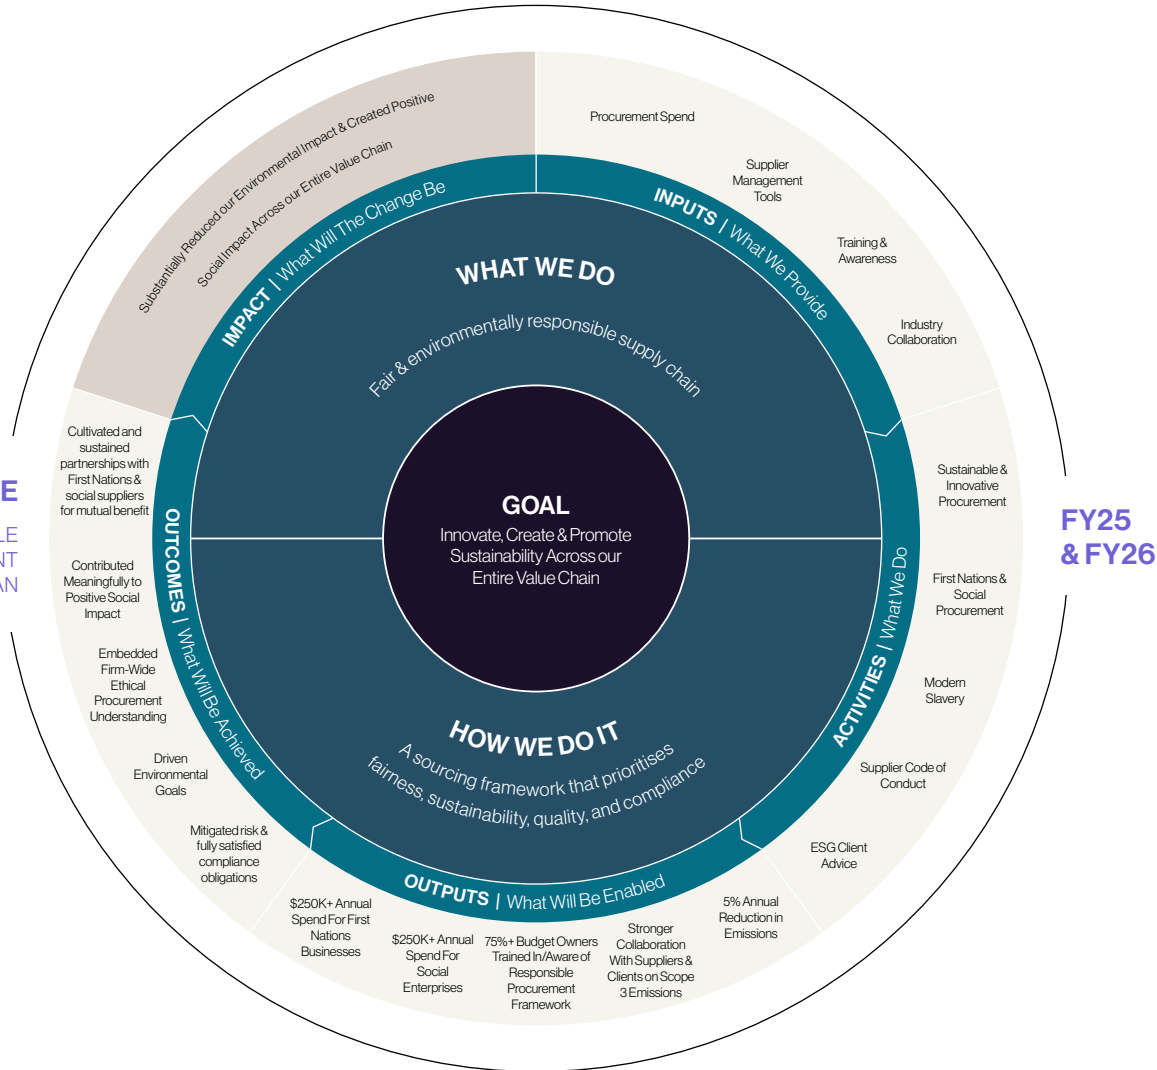 Substantially Reduced our Environmental Impact & Created Positive
Social Impact Across our Entire Value Chain
IMPACT | What Will The Change Be
Procurement Spend
Supplier
Management
Tools
Training &
Awareness
Industry
Collaboration
INPUTS | What We Provide
WHAT WE DO
Fair & environmentally responsible supply chain
GOAL
Innovate, Create & Promote
Sustainability Across our
Entire Value Chain
HOW WE DO IT
A sourcing framework that prioritises
fairness, sustainability, quality, and compliance
Sustainable &
Innovative
Procurement
First Nations &
Social
Procurement
Modern
Slavery
Supplier Code of
Conduct
ESG Client
Advice
ACTIVITIES | What We Do
FY25
& FY26
OUTPUTS | What Will Be Enabled
5% Annual
Reduction in
Emissions
Stronger
Collaboration
With Suppliers &
Clients on Scope
3 Emissions
75%+ Budget Owners
Trained In/Aware of
Responsible
Procurement
Framework
$250K+ Annual
Spend For
Social
Enterprises
$250K+ Annual
Spend For First
Nations
Businesses
OUTCOMES | What Will Be Achieved
Mitigated risk &
fully satisfied
compliance
obligations
Driven
Environmental
Goals
Embedded
Firm-Wide
Ethical
Procurement
Understanding
Contributed
Meaningfully to
Positive Social
Impact
Cultivated and
sustained
partnerships with
First Nations &
social suppliers
for mutual benefit
E
LE
NT
AN